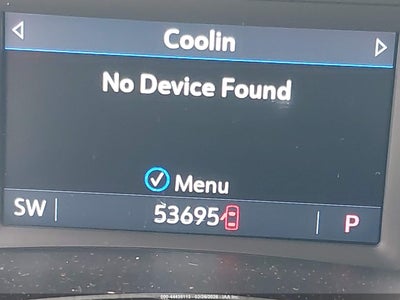 Coolin
No Device Found
Menu
SW 53695 P